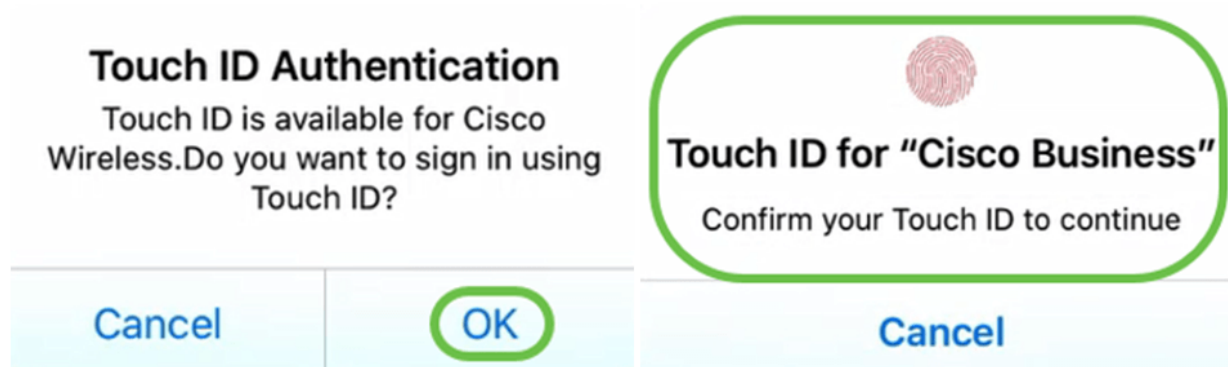 Touch ID Authentication
Touch ID is available for Cisco
Wireless.Do you want to sign in using
Touch ID?
Cancel
OK
Touch ID for “Cisco Business”
Confirm your Touch ID to continue
Cancel